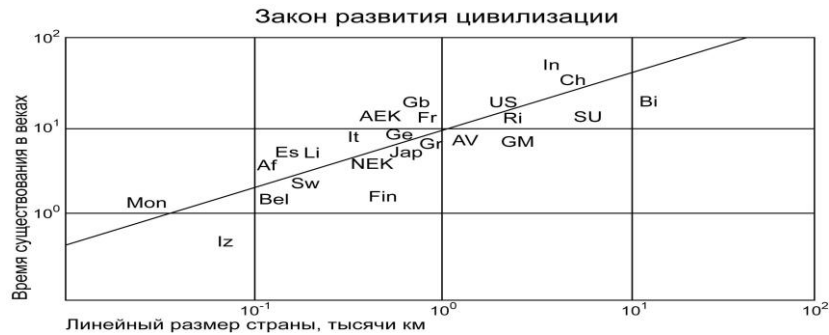 Закон развития цивилизации
10²
10¹
10⁰
Время существования в веках
In
Ch
Gb
US
Bi
AEK
Fr
Ri
SU
It
Ge
Gr
AV
GM
Es
Li
Jap
Af
NEK
Sw
Mon
Bel
Fin
Iz
10⁻¹
10⁰
10¹
10²
Линейный размер страны, тысячи км